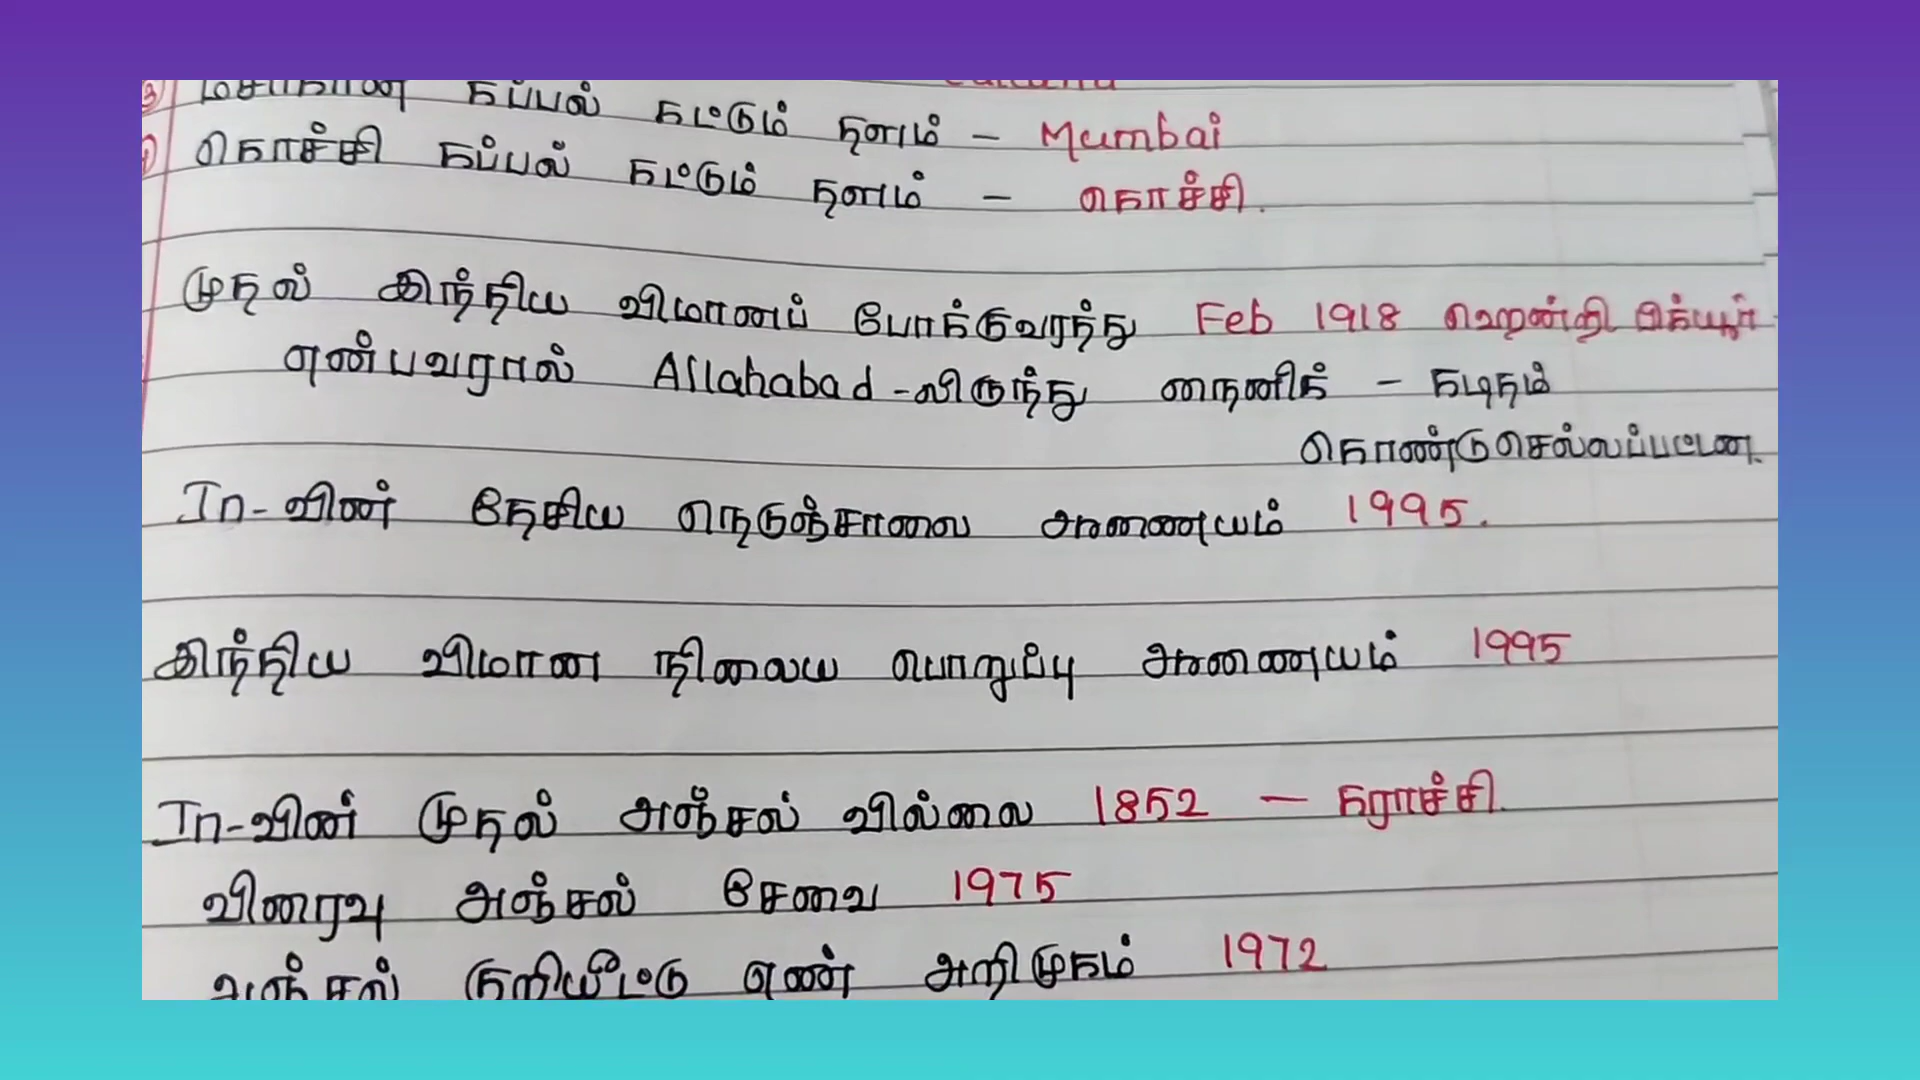 கப்பல் கட்டும் தளம் – Mumbai
கொச்சி கப்பல் கட்டும் தளம் – கொச்சி.
முதல் இந்திய விமானப் போக்குவரத்து Feb 1918 ஹென்றி பிக்யூர்
என்பவரால் Allahabad-லிருந்து நைனிக் – கடிதம்
கொண்டு செல்லப்பட்டன.
In-வின் தேசிய நெடுஞ்சாலை ஆணையம் 1995.
இந்திய விமான நிலைய பொறுப்பு ஆணையம் 1995
In-வின் முதல் அஞ்சல் வில்லை 1852 – கராச்சி.
விரைவு அஞ்சல் சேவை 1975
அஞ்சல் குறியீட்டு எண் அறிமுகம் 1972